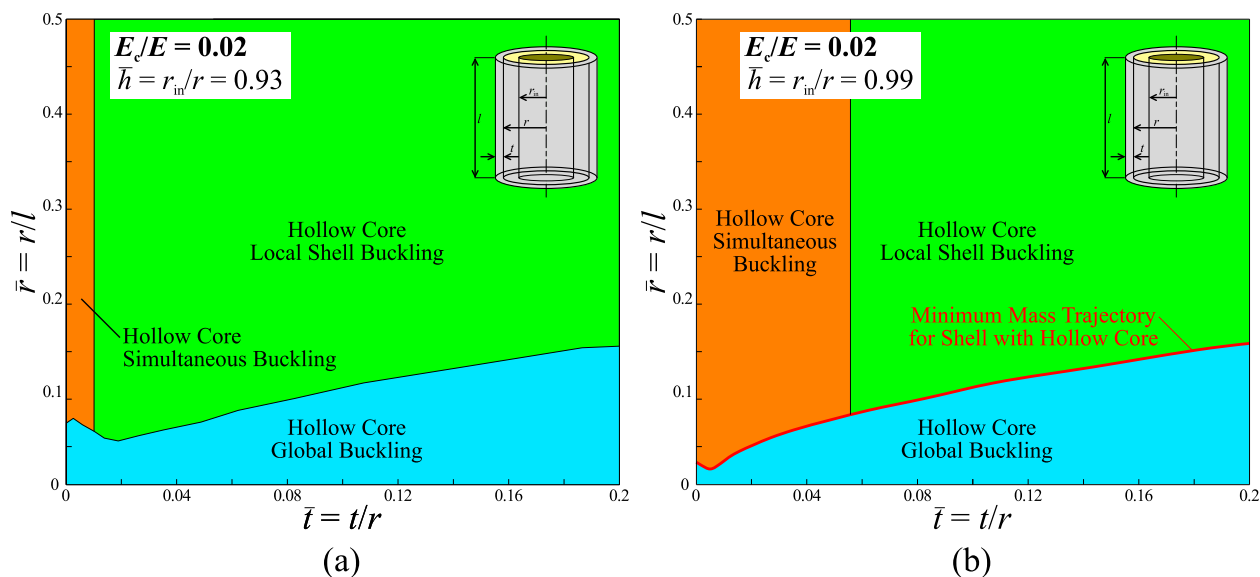 E_c/E = 0.02
h̄ = r_in/r = 0.93
0.5
0.4
0.3
0.2
0.1
0
r̄ = r/l
l
r_in
r
t
Hollow Core
Local Shell Buckling
Hollow Core
Simultaneous Buckling
Hollow Core
Global Buckling
0
0.04
0.08
0.12
0.16
0.2
t̄ = t/r
(a)
E_c/E = 0.02
h̄ = r_in/r = 0.99
0.5
0.4
0.3
0.2
0.1
0
r̄ = r/l
l
r_in
r
t
Hollow Core
Simultaneous
Buckling
Hollow Core
Local Shell Buckling
Minimum Mass Trajectory
for Shell with Hollow Core
Hollow Core
Global Buckling
0
0.04
0.08
0.12
0.16
0.2
t̄ = t/r
(b)